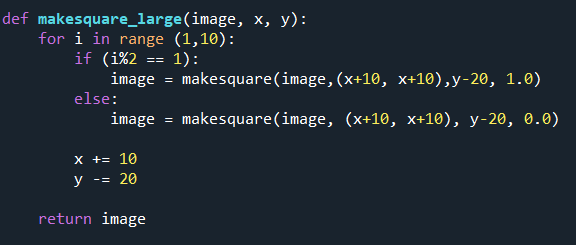 def makesquare_large(image, x, y):
    for i in range (1,10):
        if (i%2 == 1):
            image = makesquare(image,(x+10, x+10),y-20, 1.0)
        else:
            image = makesquare(image, (x+10, x+10), y-20, 0.0)
        x += 10
        y -= 20
    return image